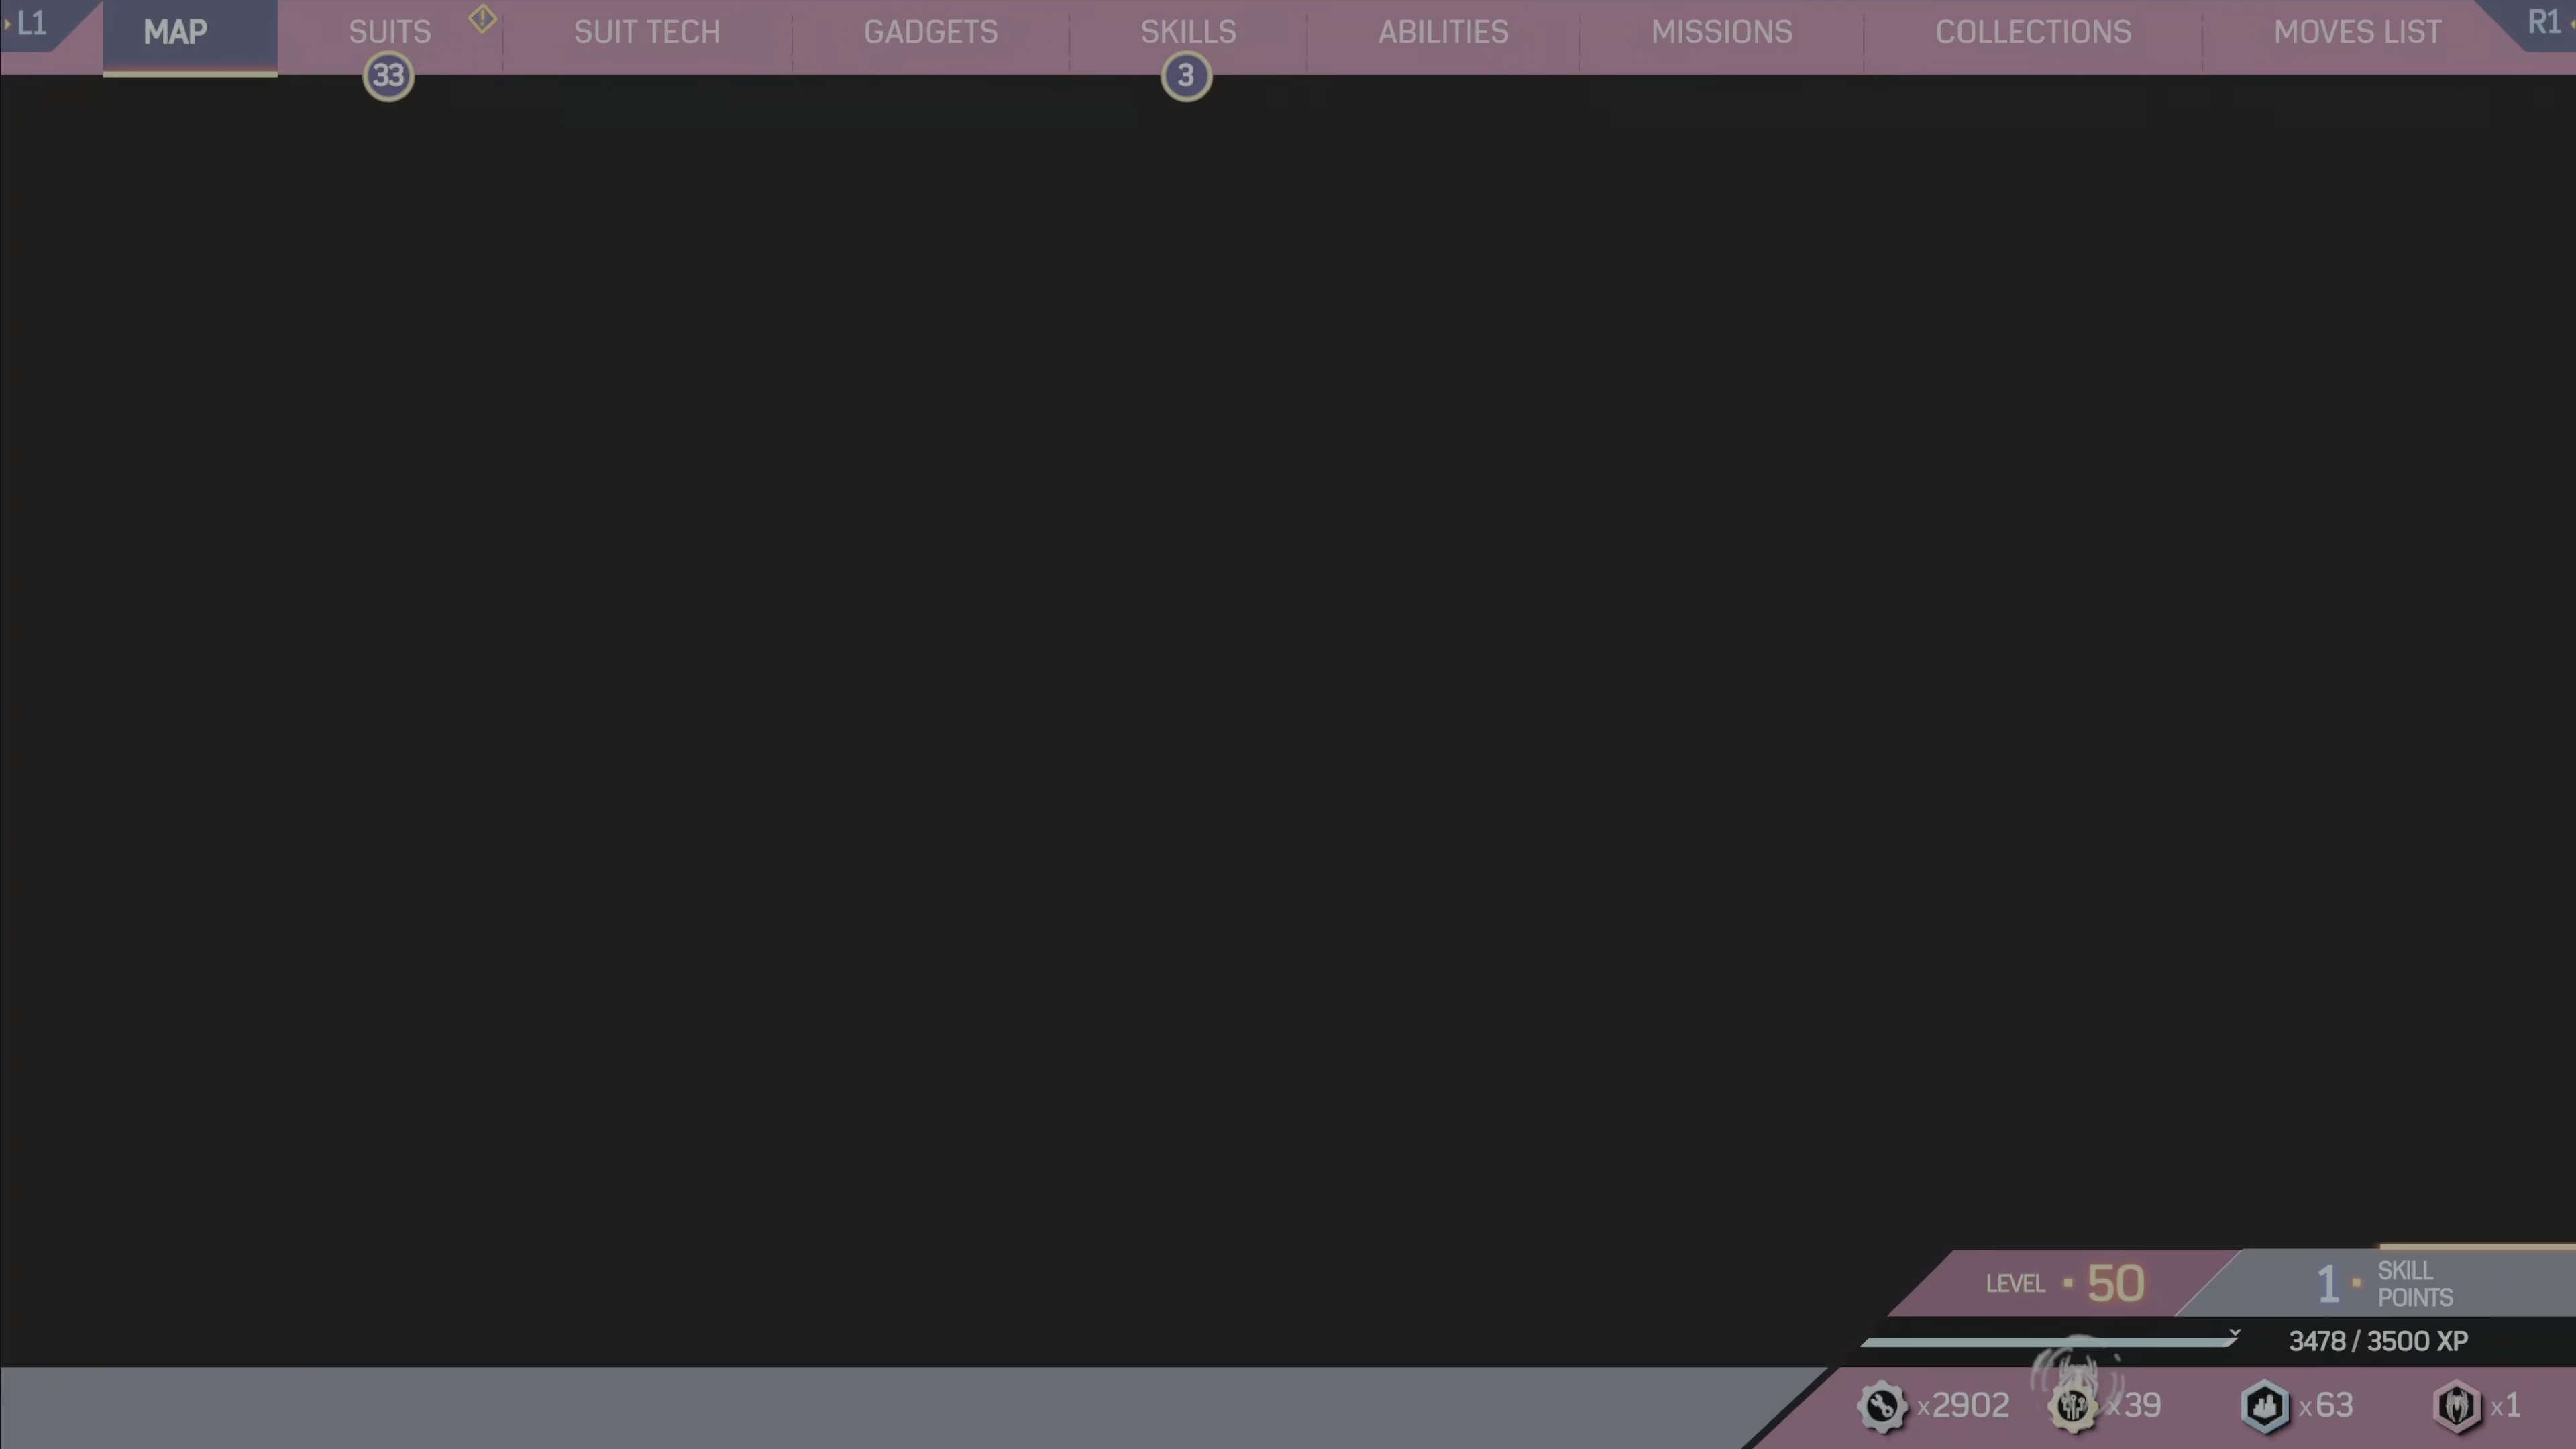 L1 MAP SUITS SUIT TECH GADGETS SKILLS ABILITIES MISSIONS COLLECTIONS MOVES LIST R1
33 3
LEVEL 50 1 SKILL POINTS
3478 / 3500 XP
x2902 x39 x63 x1